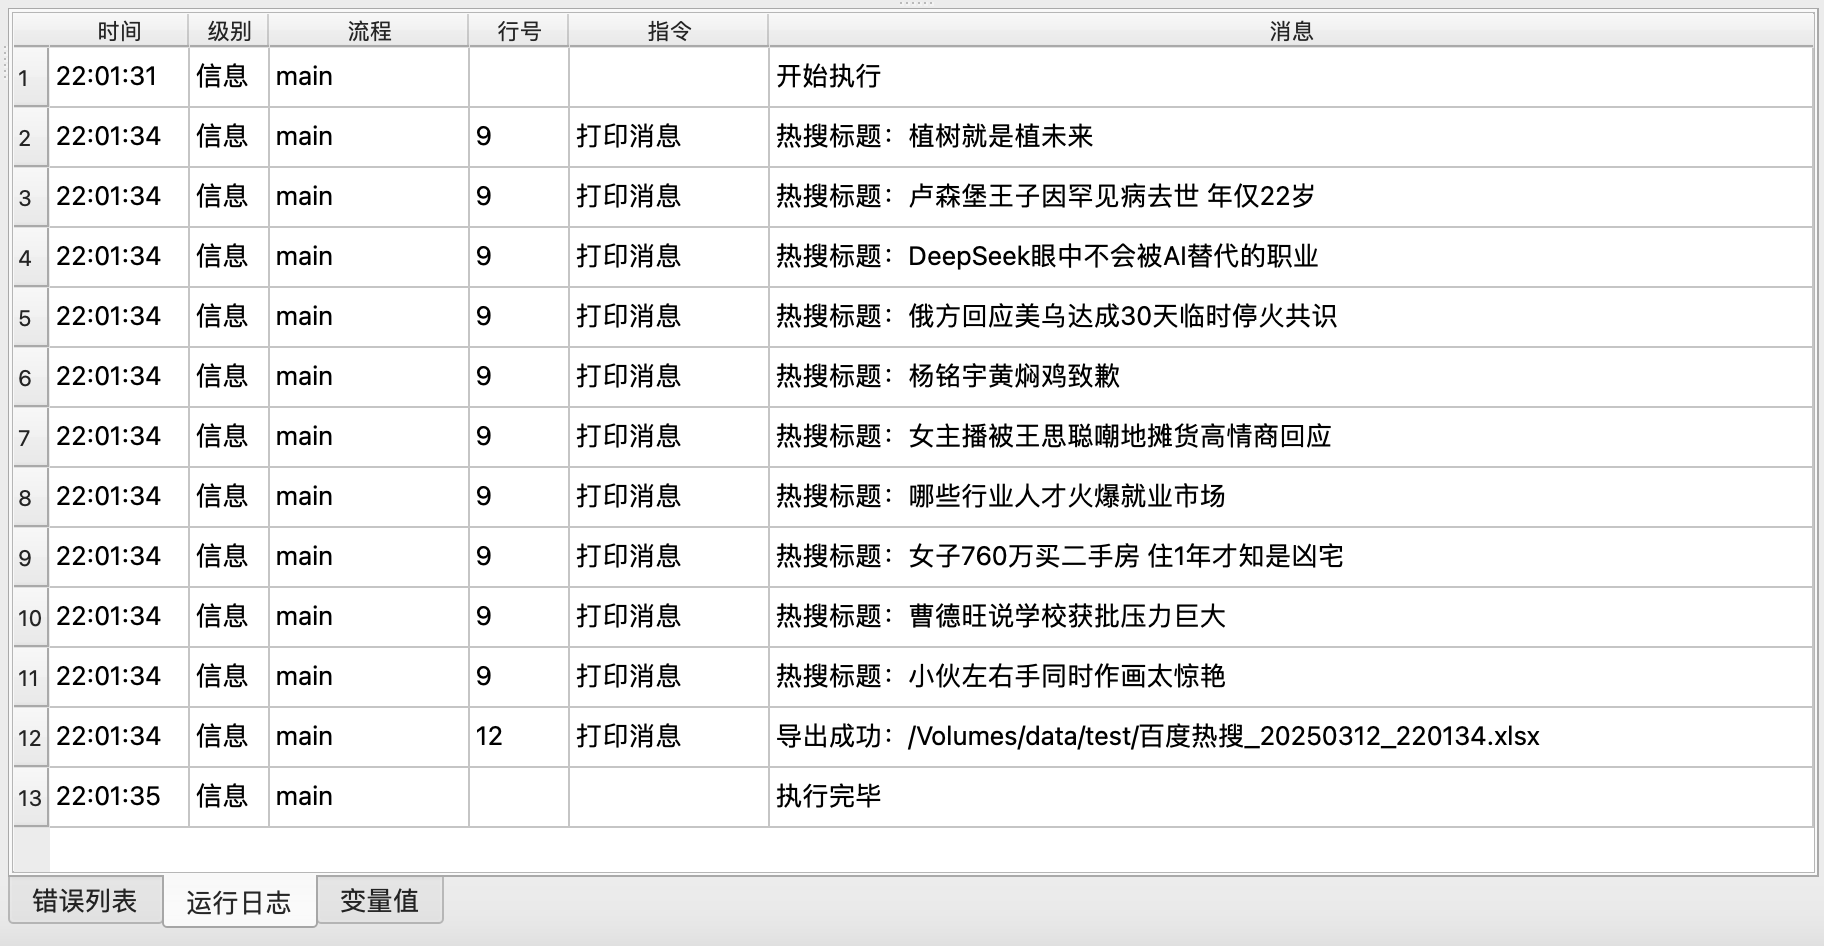 时间 级别 流程 行号 指令 消息
1 22:01:31 信息 main 开始执行
2 22:01:34 信息 main 9 打印消息 热搜标题：植树就是植未来
3 22:01:34 信息 main 9 打印消息 热搜标题：卢森堡王子因罕见病去世 年仅22岁
4 22:01:34 信息 main 9 打印消息 热搜标题：DeepSeek眼中不会被AI替代的职业
5 22:01:34 信息 main 9 打印消息 热搜标题：俄方回应美乌达成30天临时停火共识
6 22:01:34 信息 main 9 打印消息 热搜标题：杨铭宇黄焖鸡致歉
7 22:01:34 信息 main 9 打印消息 热搜标题：女主播被王思聪嘲地摊货高情商回应
8 22:01:34 信息 main 9 打印消息 热搜标题：哪些行业人才火爆就业市场
9 22:01:34 信息 main 9 打印消息 热搜标题：女子760万买二手房 住1年才知是凶宅
10 22:01:34 信息 main 9 打印消息 热搜标题：曹德旺说学校获批压力巨大
11 22:01:34 信息 main 9 打印消息 热搜标题：小伙左右手同时作画太惊艳
12 22:01:34 信息 main 12 打印消息 导出成功：/Volumes/data/test/百度热搜_20250312_220134.xlsx
13 22:01:35 信息 main 执行完毕
错误列表 运行日志 变量值